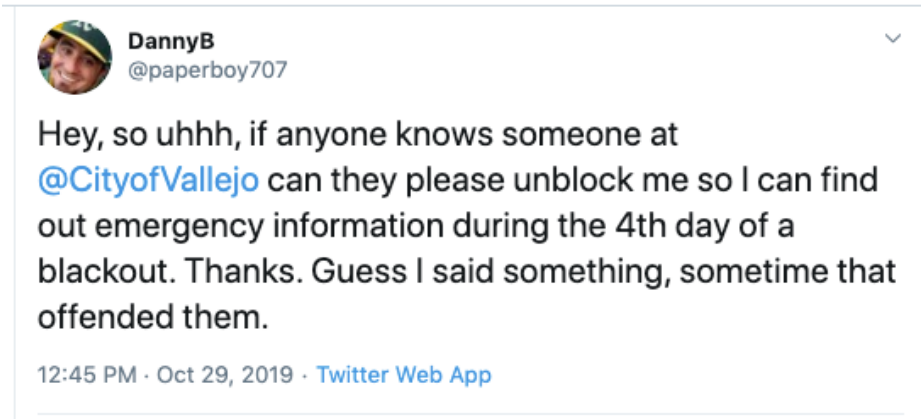 DannyB
@paperboy707
Hey, so uhhh, if anyone knows someone at
@CityofVallejo can they please unblock me so I can find
out emergency information during the 4th day of a
blackout. Thanks. Guess I said something, sometime that
offended them.
12:45 PM · Oct 29, 2019 · Twitter Web App